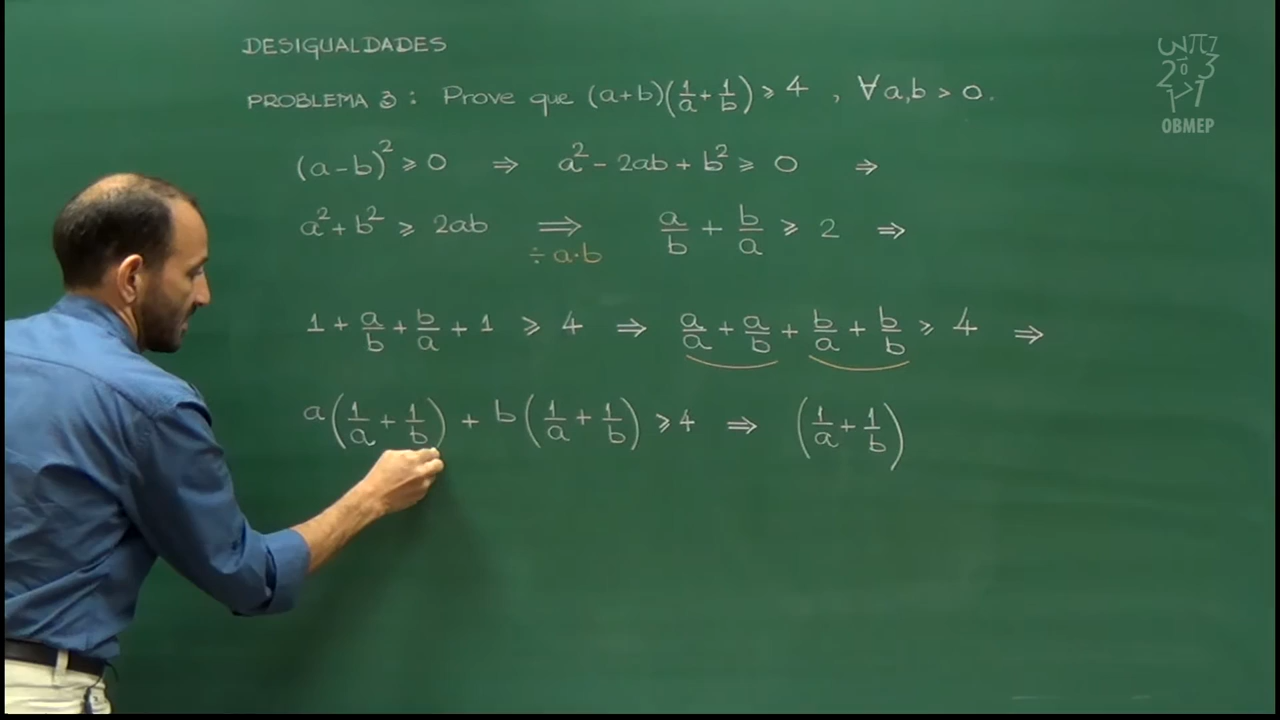 DESIGUALDADES
PROBLEMA 3 : Prove que (a+b)(1/a + 1/b) ≥ 4 , ∀ a,b > 0.
(a-b)² ≥ 0 ⇒ a² - 2ab + b² ≥ 0 ⇒
a² + b² ≥ 2ab ⇒ a/b + b/a ≥ 2 ⇒
÷ a·b
1 + a/b + b/a + 1 ≥ 4 ⇒ a/a + a/b + b/a + b/b ≥ 4 ⇒
a(1/a + 1/b) + b(1/a + 1/b) ≥ 4 ⇒ (1/a + 1/b)
OBMEP